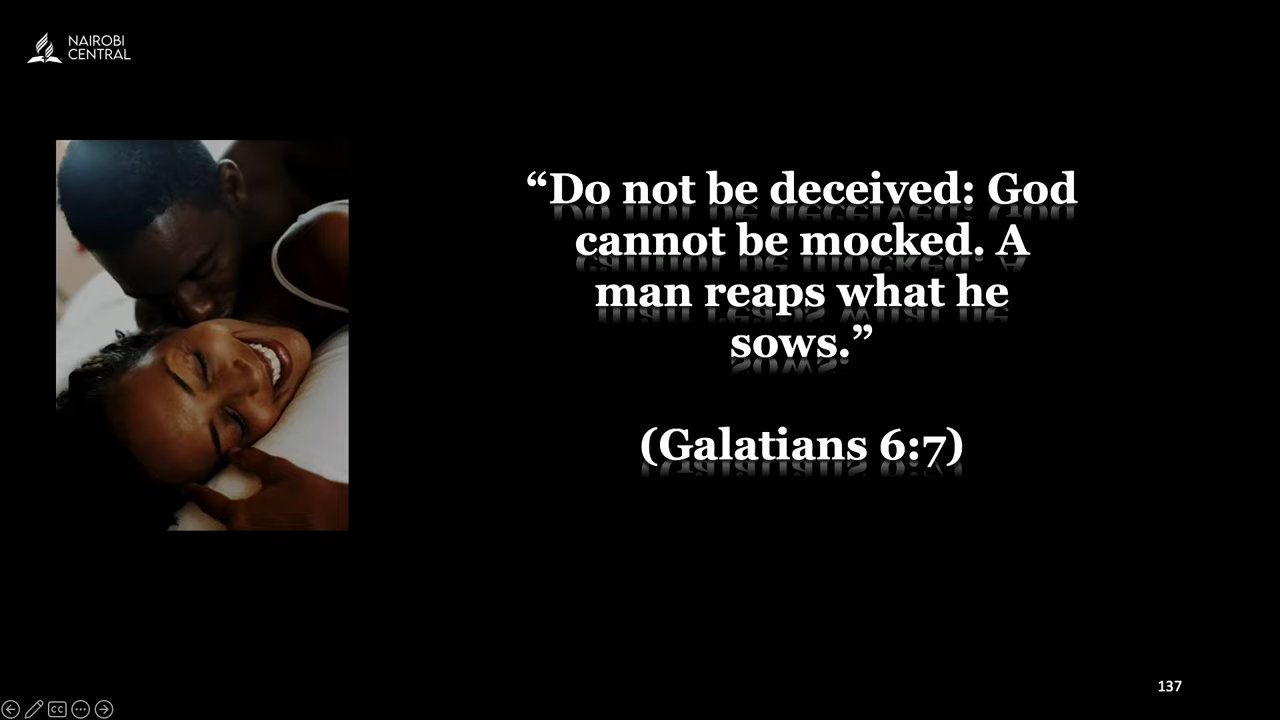 NAIROBI
CENTRAL
“Do not be deceived: God
cannot be mocked. A
man reaps what he
sows.”
(Galatians 6:7)
137
CC